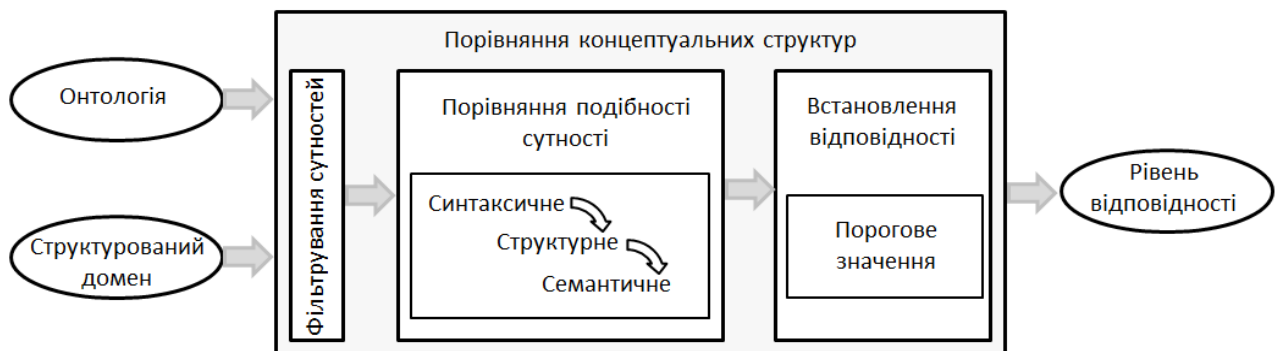 Порівняння концептуальних структур
Онтологія
Структурований
домен
Фільтрування сутностей
Порівняння подібності
сутності
Синтаксичне
Структурне
Семантичне
Встановлення
відповідності
Порогове
значення
Рівень
відповідності